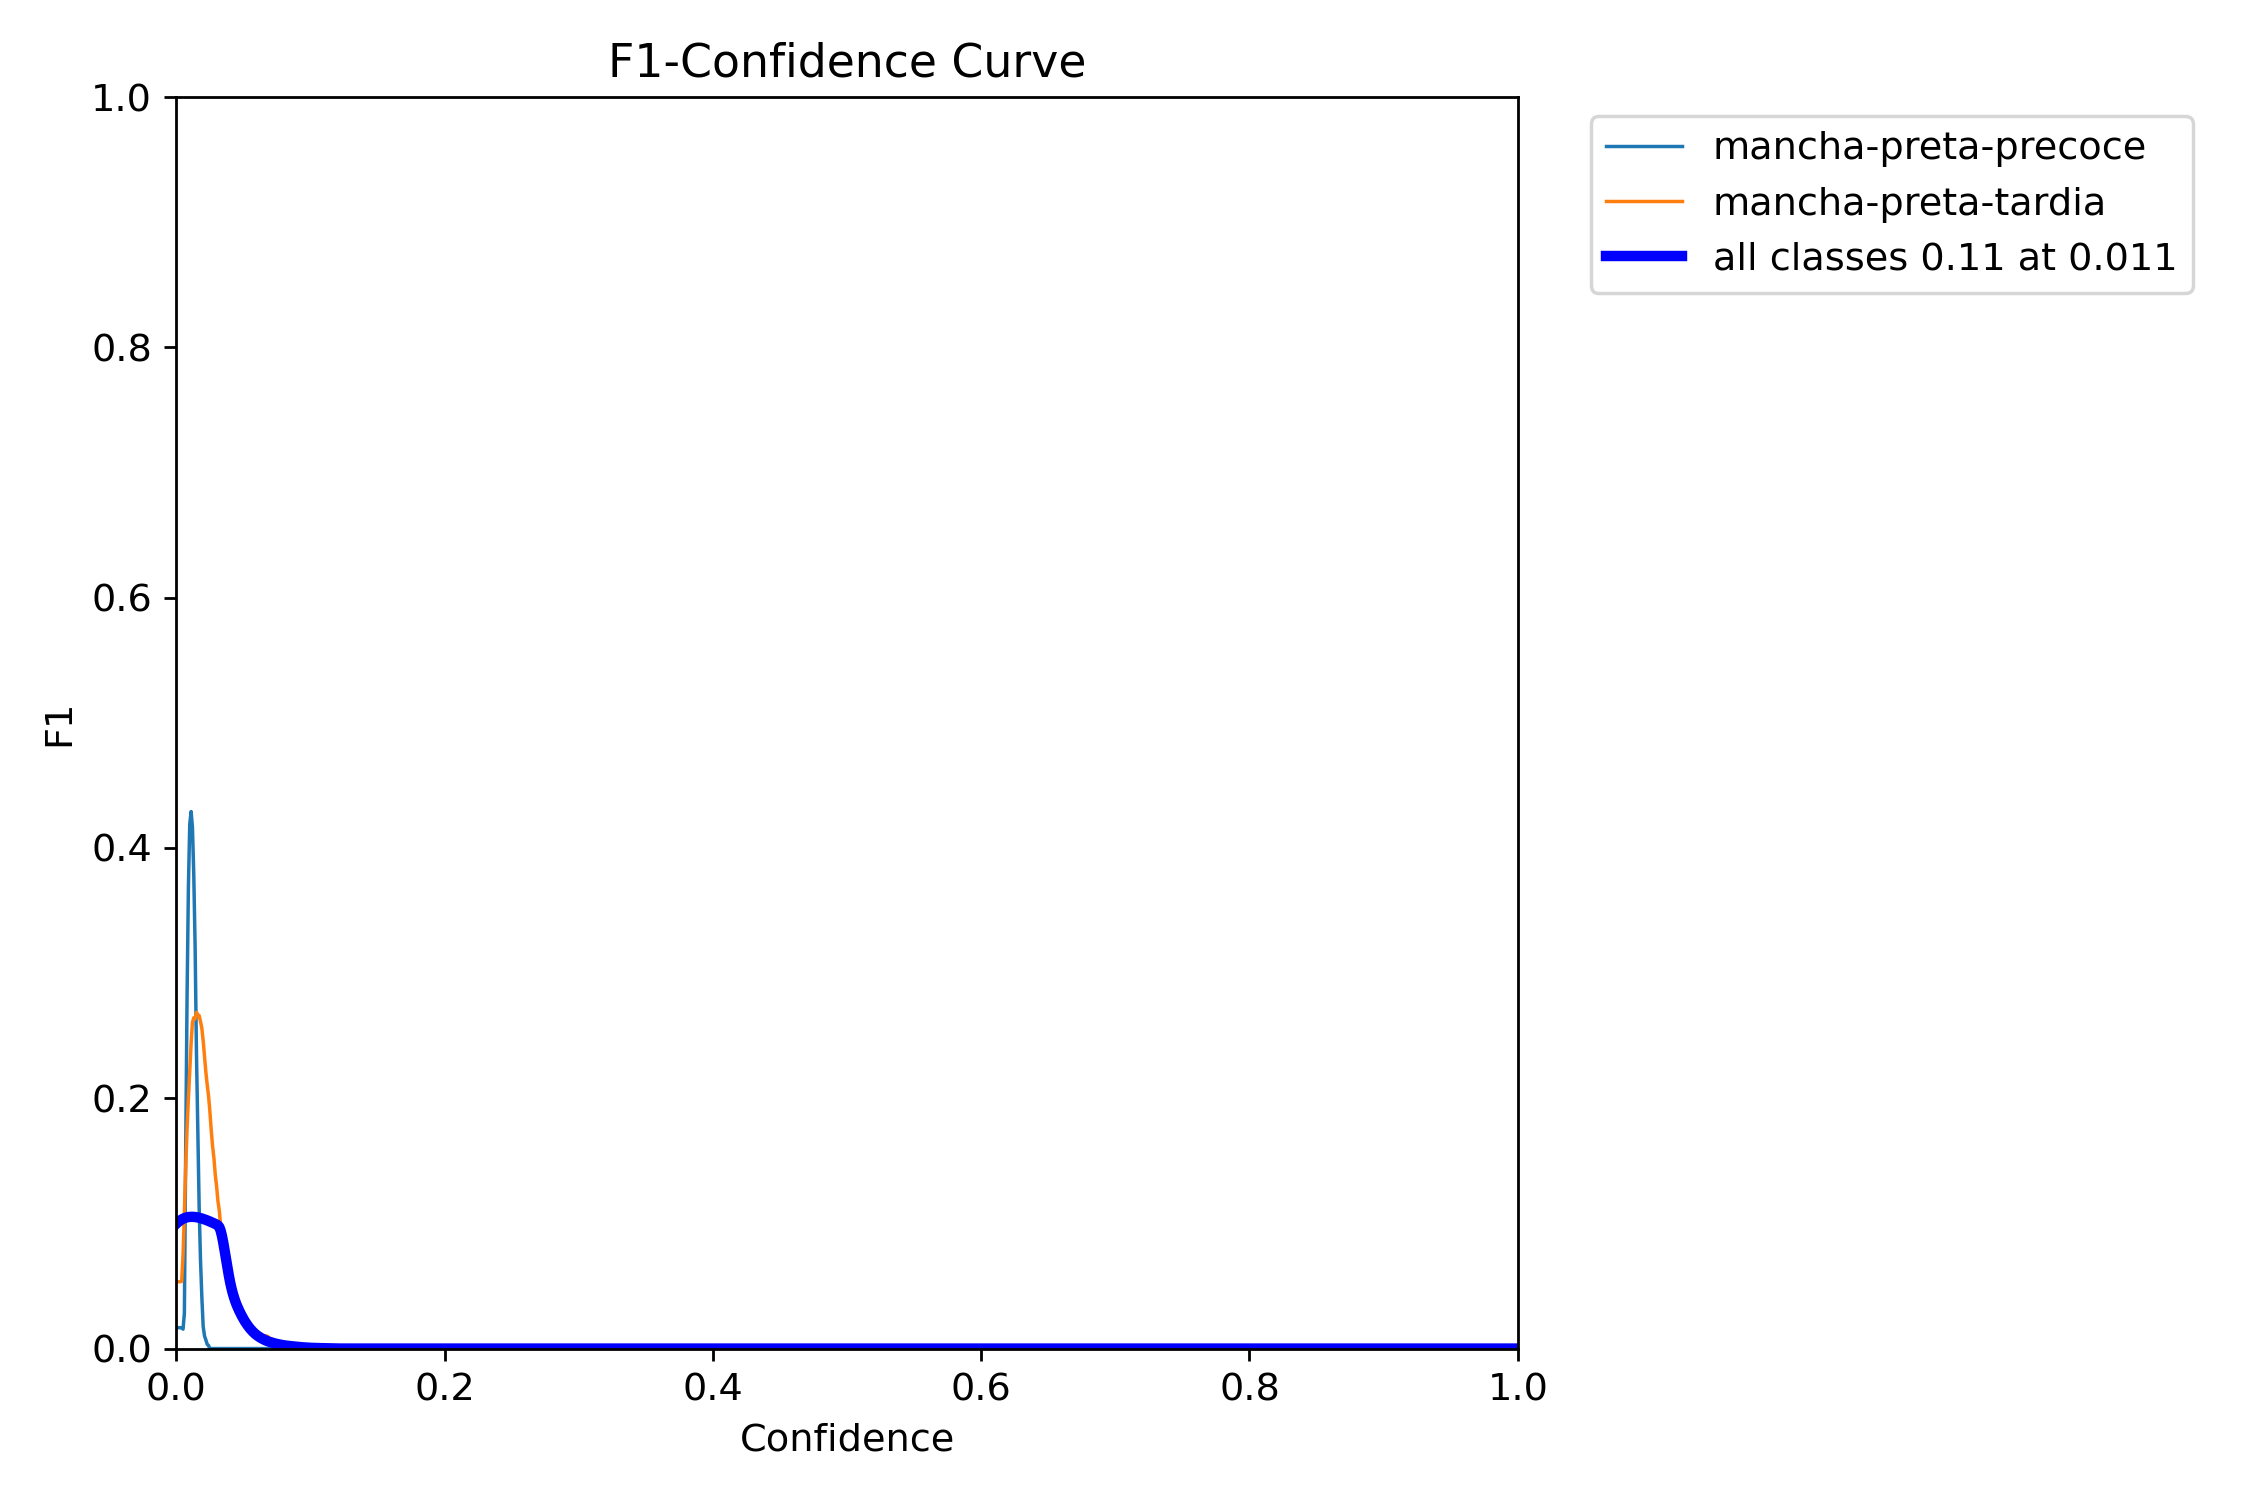 F1-Confidence Curve
1.0
0.8
0.6
0.4
0.2
0.0
F1
0.0 0.2 0.4 0.6 0.8 1.0
Confidence
mancha-preta-precoce
mancha-preta-tardia
all classes 0.11 at 0.011